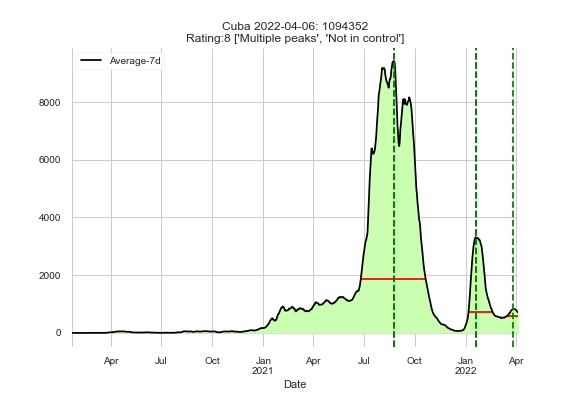 Cuba 2022-04-06: 1094352
Rating:8 ['Multiple peaks', 'Not in control']
Average-7d
8000
6000
4000
2000
0
Apr
Jul
Oct
Jan
2021
Apr
Jul
Oct
Jan
2022
Apr
Date